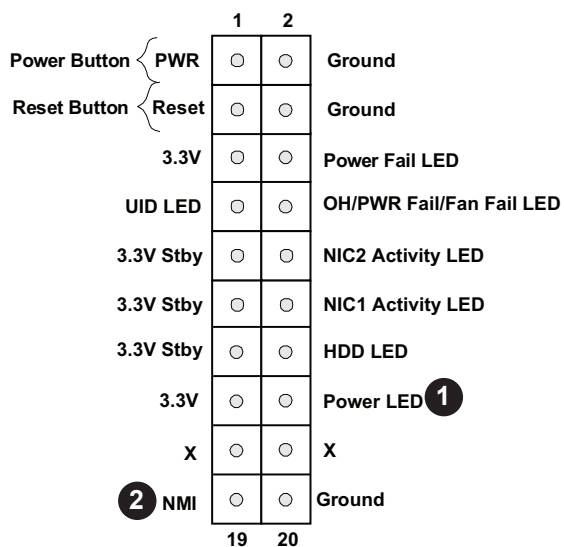 1 2
Power Button PWR Ground
Reset Button Reset Ground
3.3V Power Fail LED
UID LED OH/PWR Fail/Fan Fail LED
3.3V Stby NIC2 Activity LED
3.3V Stby NIC1 Activity LED
3.3V Stby HDD LED
3.3V Power LED 1
X X
2 NMI Ground
19 20